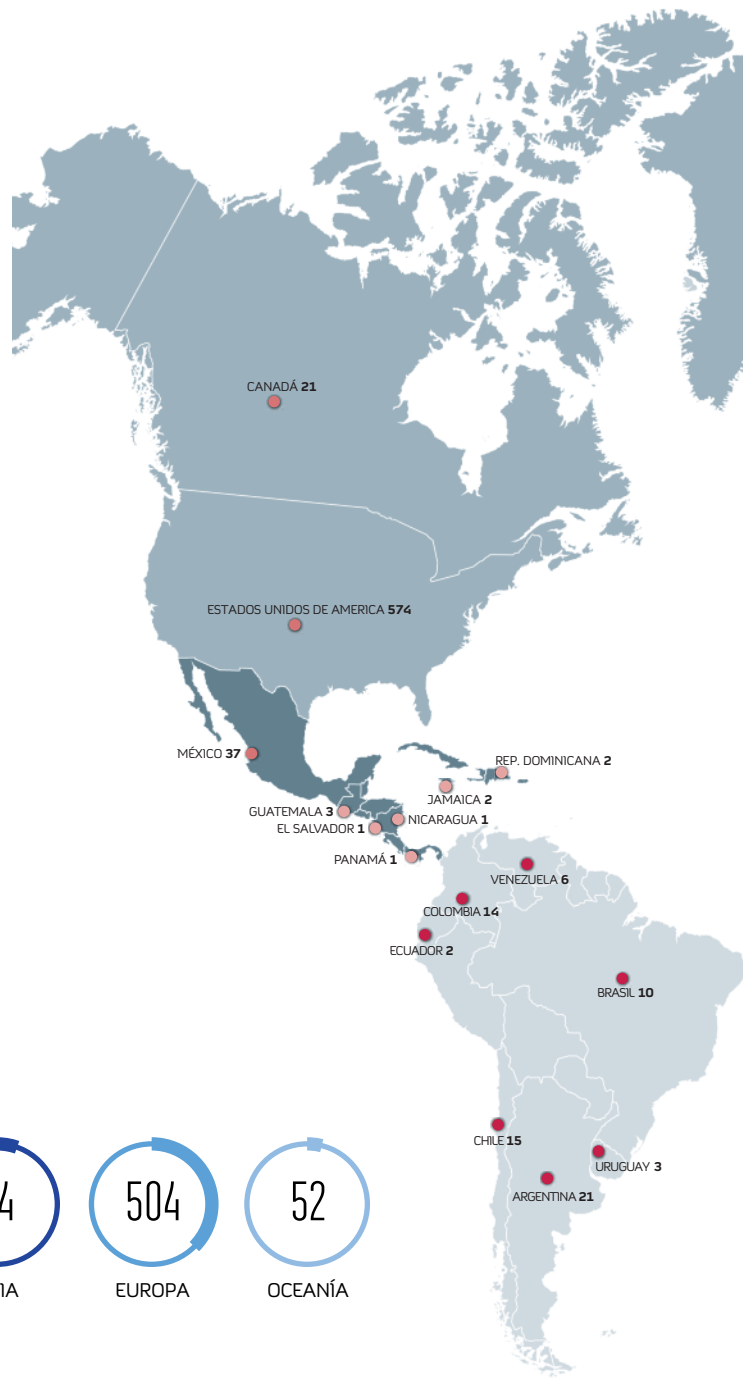 CANADÁ 21
ESTADOS UNIDOS DE AMERICA 574
MÉXICO 37
REP. DOMINICANA 2
JAMAICA 2
GUATEMALA 3
NICARAGUA 1
EL SALVADOR 1
PANAMÁ 1
VENEZUELA 6
COLOMBIA 14
ECUADOR 2
BRASIL 10
CHILE 15
URUGUAY 3
ARGENTINA 21
504
52
EUROPA
OCEANÍA